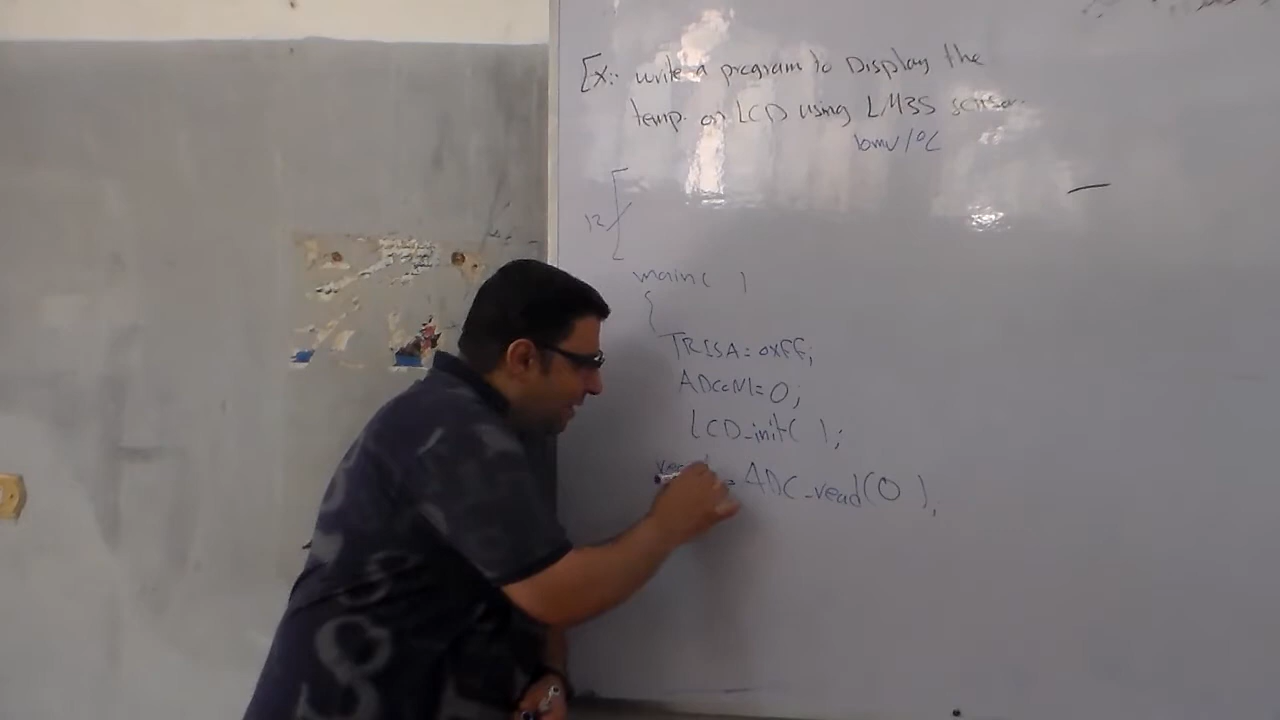 Ex:: write a program to Display the
temp. on LCD using LM35 sensor.
10mv/°C
12
main( )
{
TRISA=0xFF;
ADCON1=0;
LCD_init( );
= ADC_read(0);